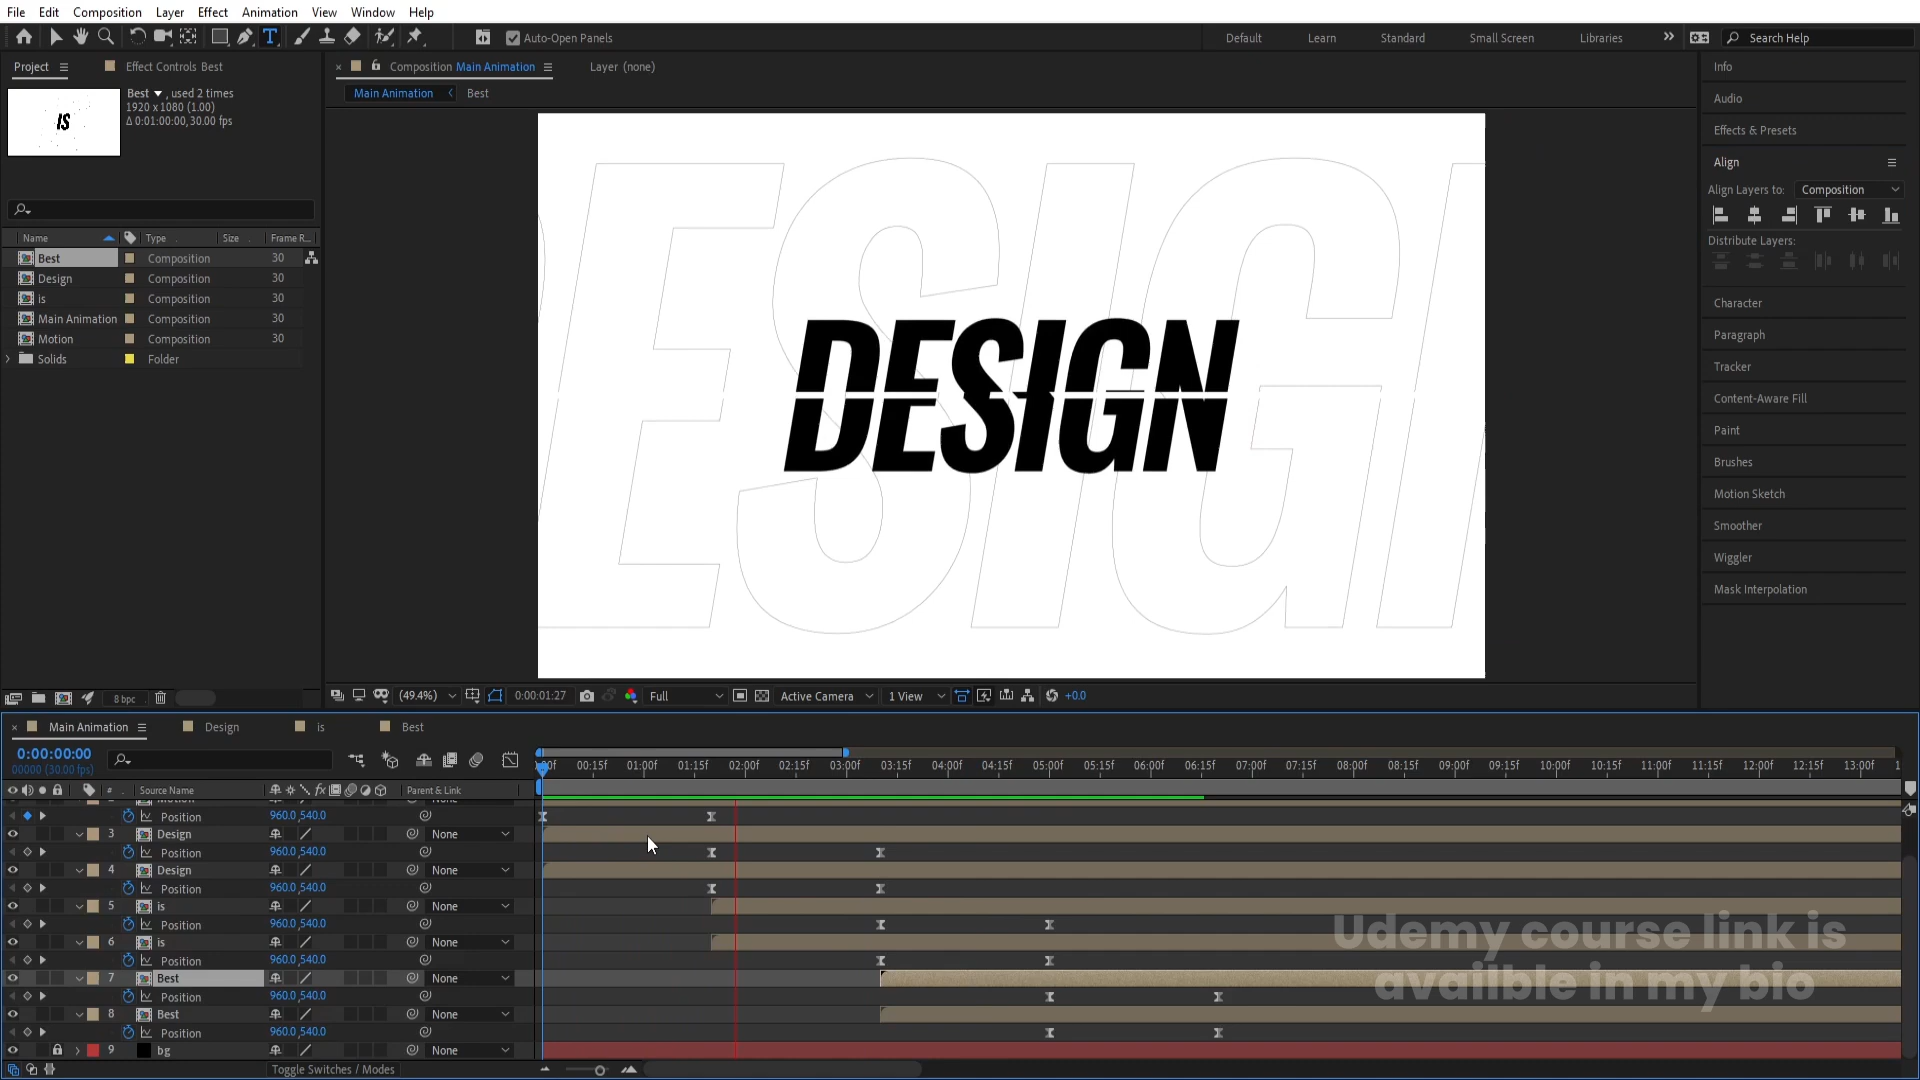 File Edit Composition Layer Effect Animation View Window Help
Auto-Open Panels Default Learn Standard Small Screen Libraries Search Help
Project Effect Controls Best
Composition Main Animation Layer (none)
Main Animation Best
Best , used 2 times
1920 x 1080 (1.00)
Δ 0:01:00:00, 30.00 fps
IS
Name Type Size Frame R...
Best Composition 30
Design Composition 30
is Composition 30
Main Animation Composition 30
Motion Composition 30
Solids Folder
8 bpc
ESIGN
DESIGN
(49.4%) 0:00:01:27 Full Active Camera 1 View +0.0
Info
Audio
Effects & Presets
Align
Align Layers to: Composition
Distribute Layers:
Character
Paragraph
Tracker
Content-Aware Fill
Paint
Brushes
Motion Sketch
Smoother
Wiggler
Mask Interpolation
Main Animation Design is Best
0:00:00:00
00000 (30.00 fps)
:00f 00:15f 01:00f 01:15f 02:00f 02:15f 03:00f 03:15f 04:00f 04:15f 05:00f 05:15f 06:00f 06:15f 07:00f 07:15f 08:00f 08:15f 09:00f 09:15f 10:00f 10:15f 11:00f 11:15f 12:00f 12:15f 13:00f 1
# Source Name fx Parent & Link
Position 960.0,540.0
3 Design None
Position 960.0,540.0
4 Design None
Position 960.0,540.0
5 is None
Position 960.0,540.0
6 is None
Position 960.0,540.0
7 Best None
Position 960.0,540.0
8 Best None
Position 960.0,540.0
9 bg None
Toggle Switches / Modes
Udemy course link is
availble in my bio